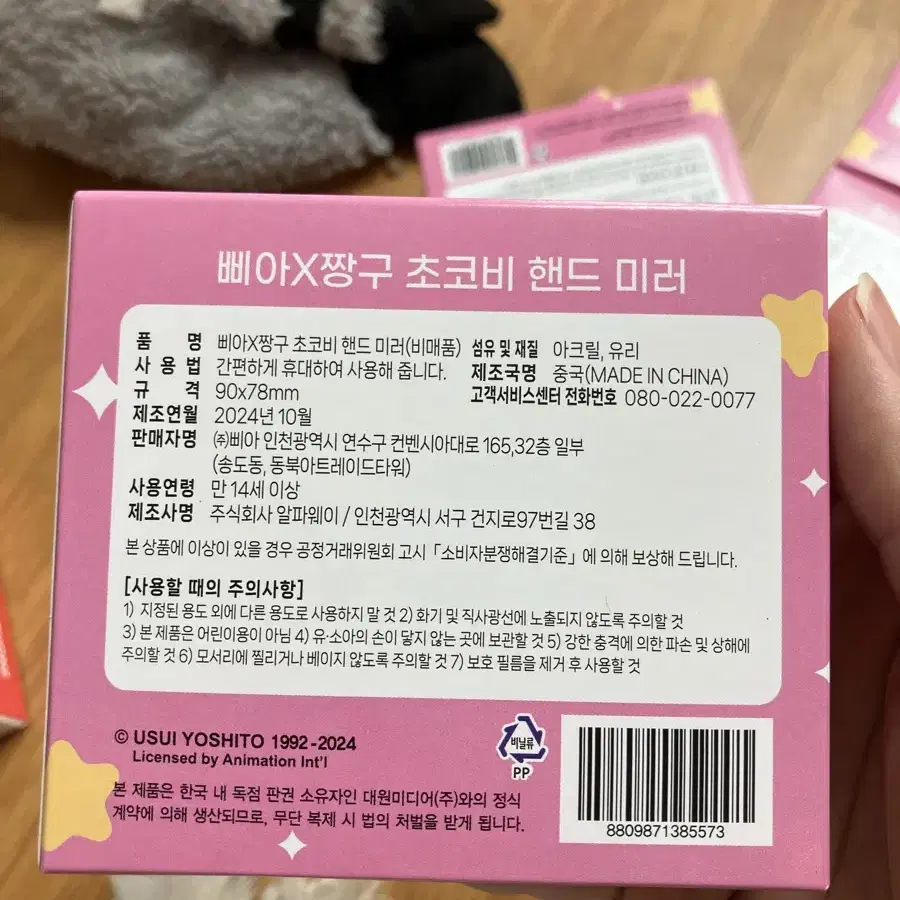 삐아X짱구 초코비 핸드 미러
품 명 삐아X짱구 초코비 핸드 미러(비매품) 섬유 및 재질 아크릴, 유리
사 용 법 간편하게 휴대하여 사용해 줍니다. 제조국명 중국(MADE IN CHINA)
규 격 90x78mm 고객서비스센터 전화번호 080-022-0077
제조연월 2024년 10월
판매자명 ㈜삐아 인천광역시 연수구 컨벤시아대로 165,32층 일부
(송도동, 동북아트레이드타워)
사용연령 만 14세 이상
제조사명 주식회사 알파웨이 / 인천광역시 서구 건지로97번길 38
본 상품에 이상이 있을 경우 공정거래위원회 고시 「소비자분쟁해결기준」에 의해 보상해 드립니다.
[사용할 때의 주의사항]
1) 지정된 용도 외에 다른 용도로 사용하지 말 것 2) 화기 및 직사광선에 노출되지 않도록 주의할 것
3) 본 제품은 어린이용이 아님 4) 유·소아의 손이 닿지 않는 곳에 보관할 것 5) 강한 충격에 의한 파손 및 상해에
주의할 것 6) 모서리에 찔리거나 베이지 않도록 주의할 것 7) 보호 필름을 제거 후 사용할 것
© USUI YOSHITO 1992-2024
Licensed by Animation Int'l
비닐류
PP
본 제품은 한국 내 독점 판권 소유자인 대원미디어(주)와의 정식
계약에 의해 생산되므로, 무단 복제 시 법의 처벌을 받게 됩니다.
8809871385573